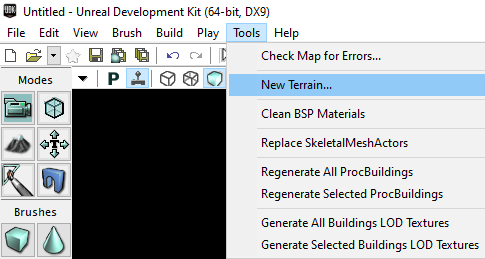 Untitled - Unreal Development Kit (64-bit, DX9)
File Edit View Brush Build Play Tools Help
Modes
P
Brushes
Check Map for Errors...
New Terrain...
Clean BSP Materials
Replace SkeletalMeshActors
Regenerate All ProcBuildings
Regenerate Selected ProcBuildings
Generate All Buildings LOD Textures
Generate Selected Buildings LOD Textures